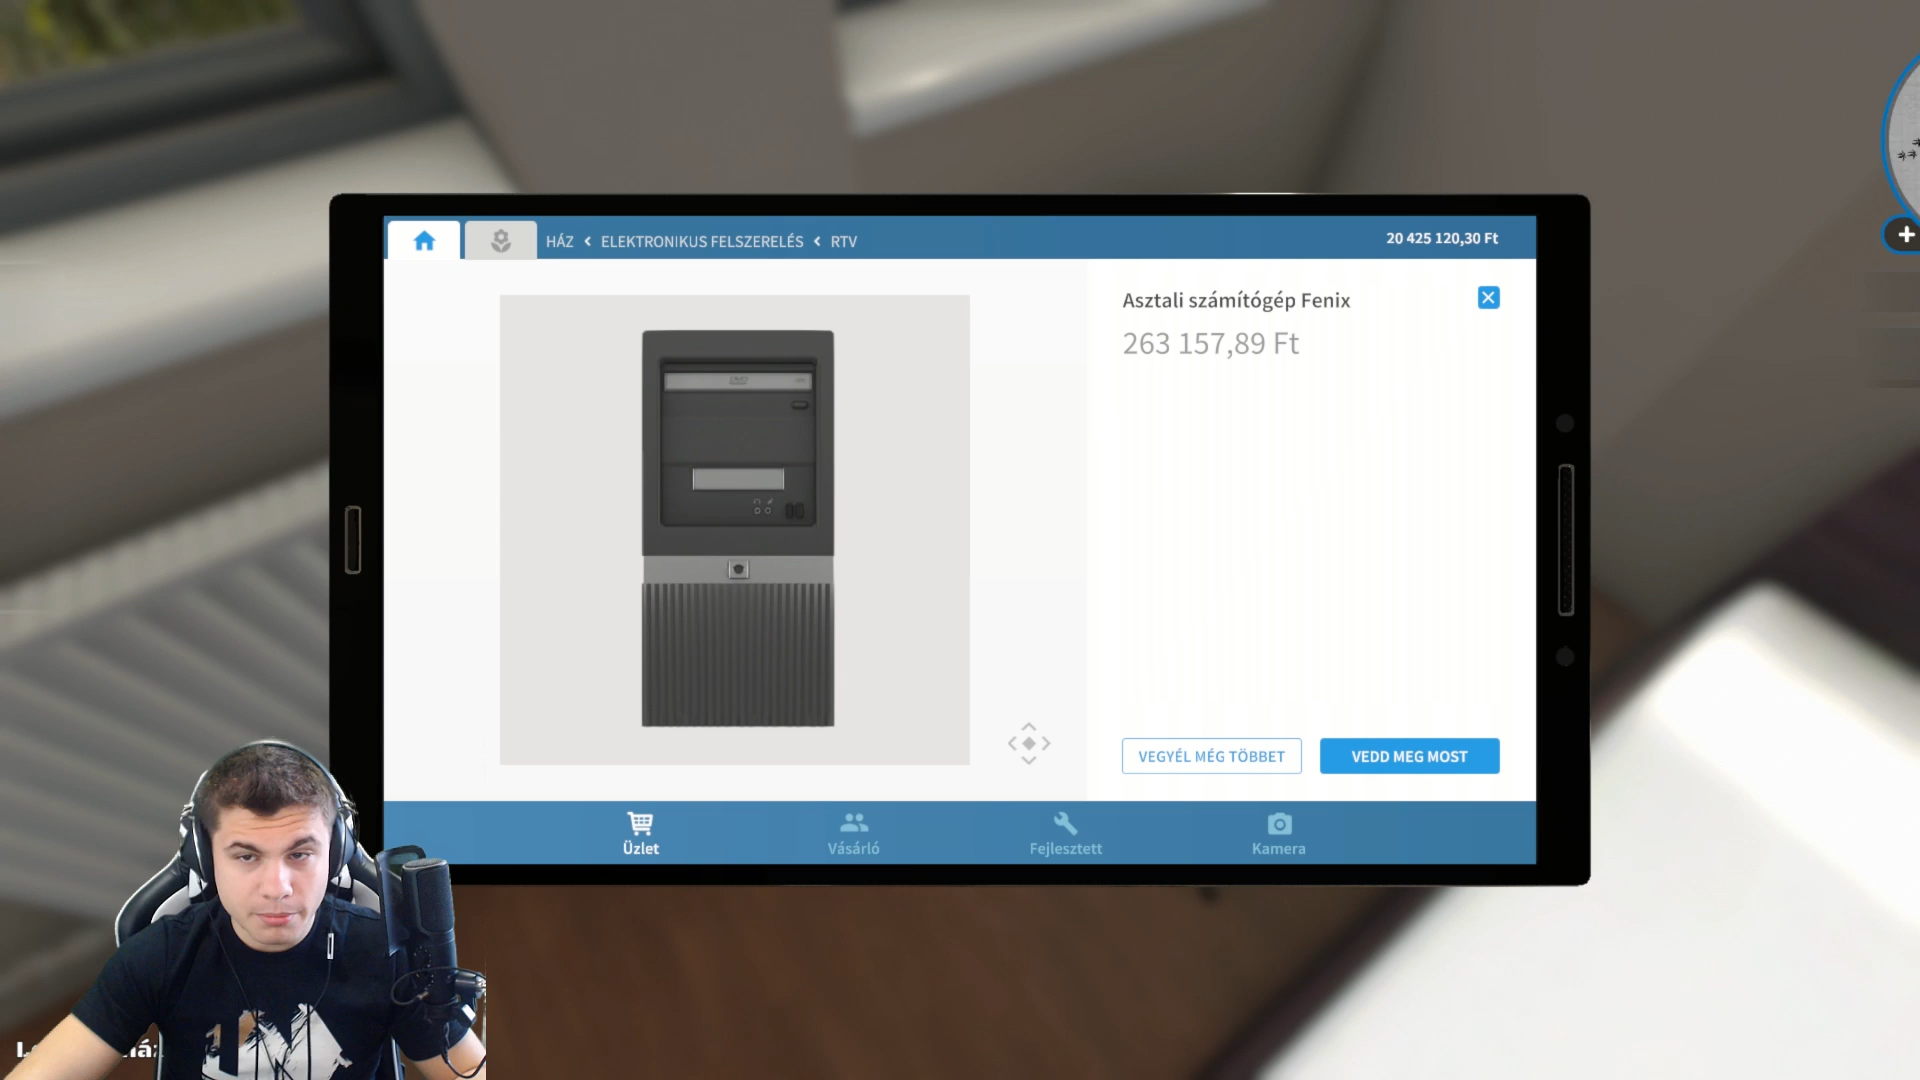 HÁZ < ELEKTRONIKUS FELSZERELÉS < RTV
20 425 120,30 Ft
Asztali számítógép Fenix
263 157,89 Ft
VEGYÉL MÉG TÖBBET
VEDD MEG MOST
Üzlet
Vásárló
Fejlesztett
Kamera